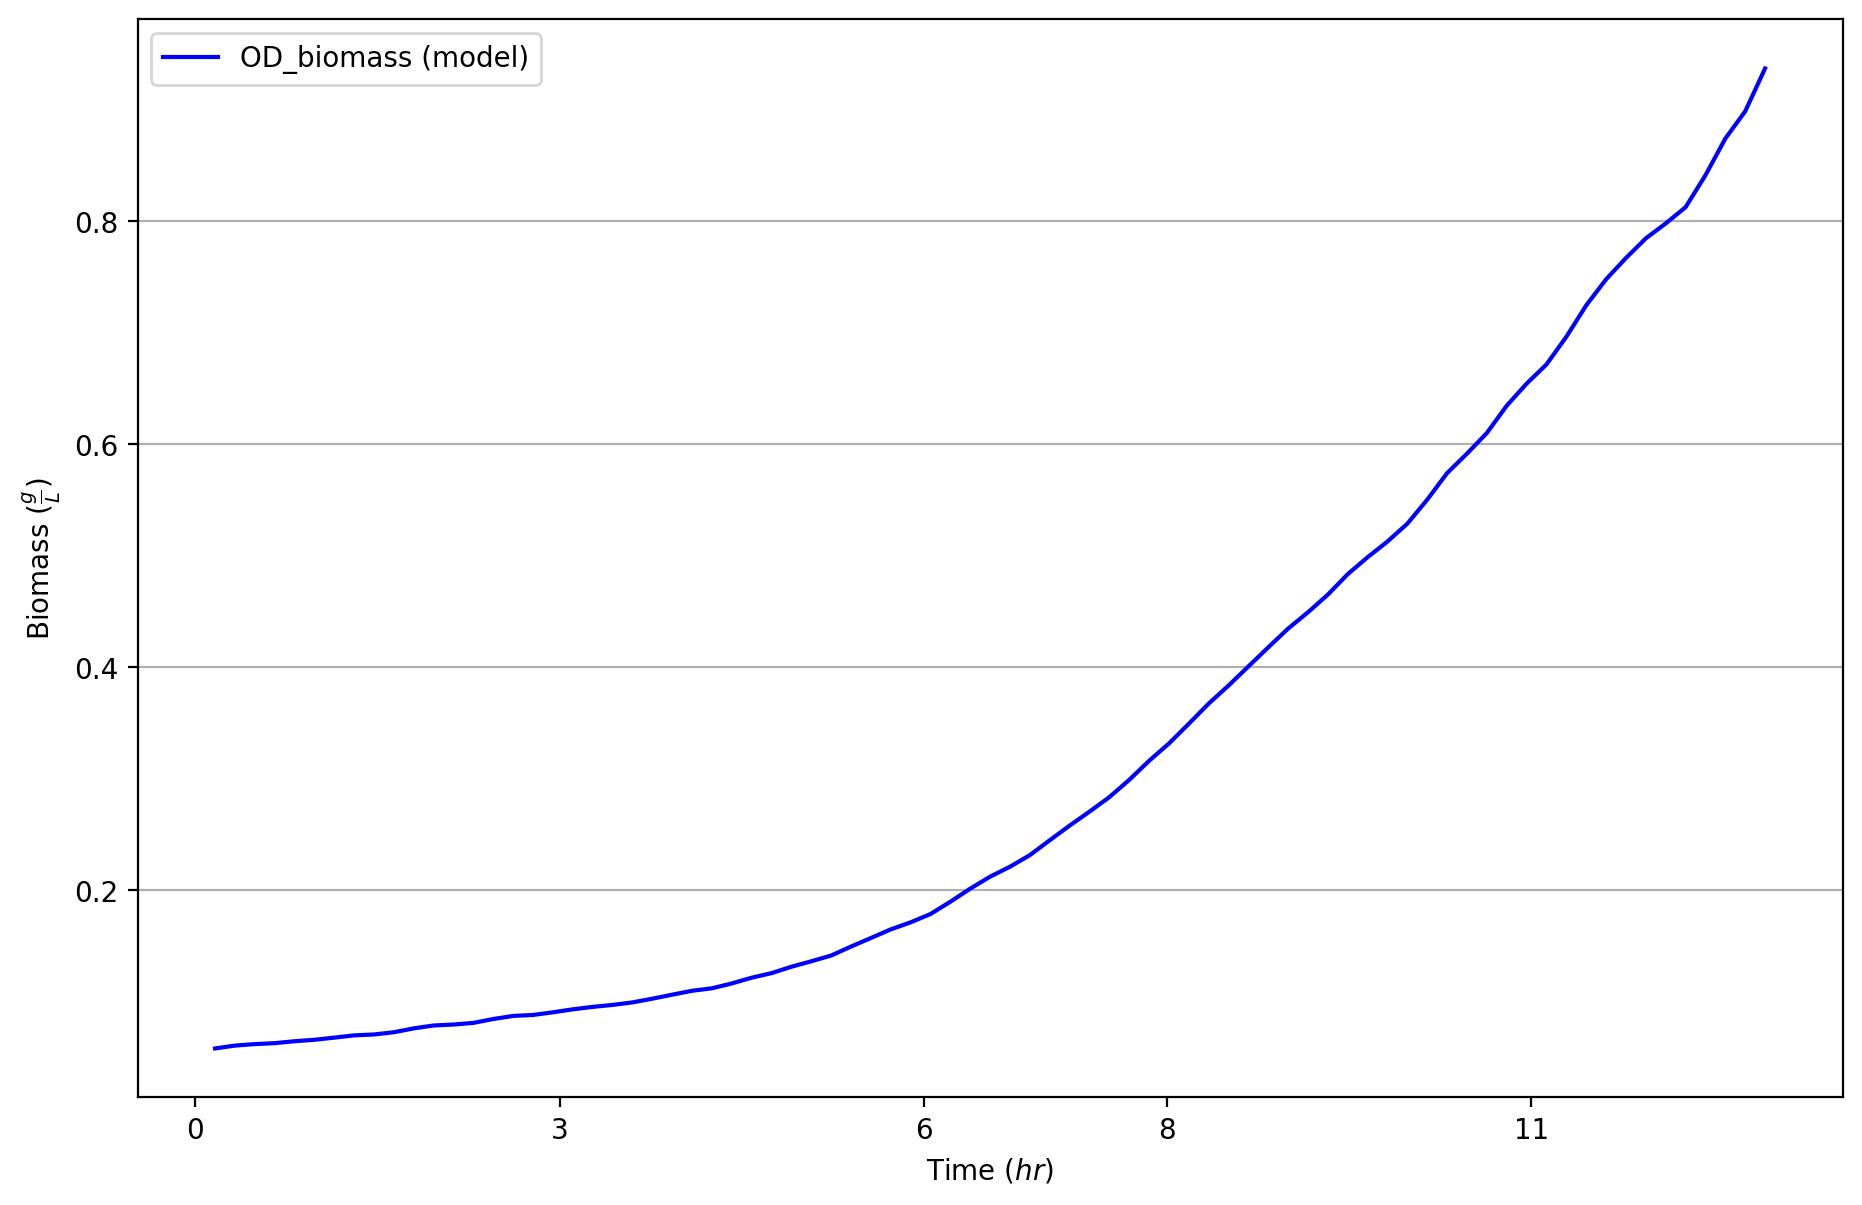 OD_biomass (model)
0.8
0.6
0.4
0.2
Biomass (g/L)
0 3 6 8 11
Time (hr)